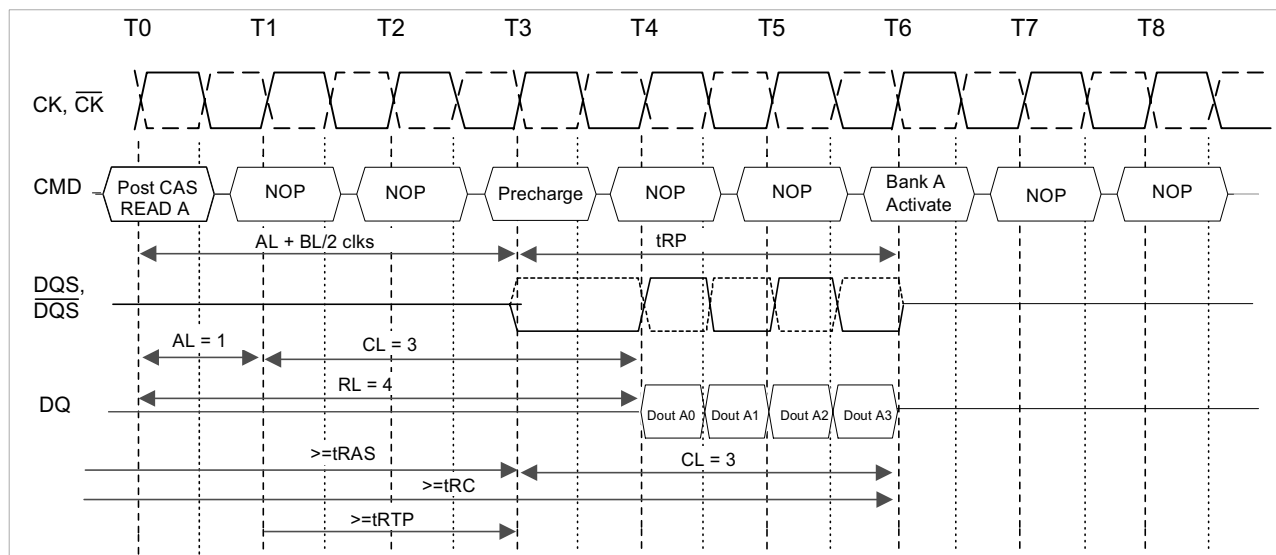 T0 T1 T2 T3 T4 T5 T6 T7 T8
CK, CK
CMD
Post CAS
READ A
NOP
NOP
Precharge
NOP
NOP
Bank A
Activate
NOP
NOP
AL + BL/2 clks
tRP
DQS,
DQS
AL = 1
CL = 3
RL = 4
DQ
Dout A0
Dout A1
Dout A2
Dout A3
>=tRAS
CL = 3
>=tRC
>=tRTP